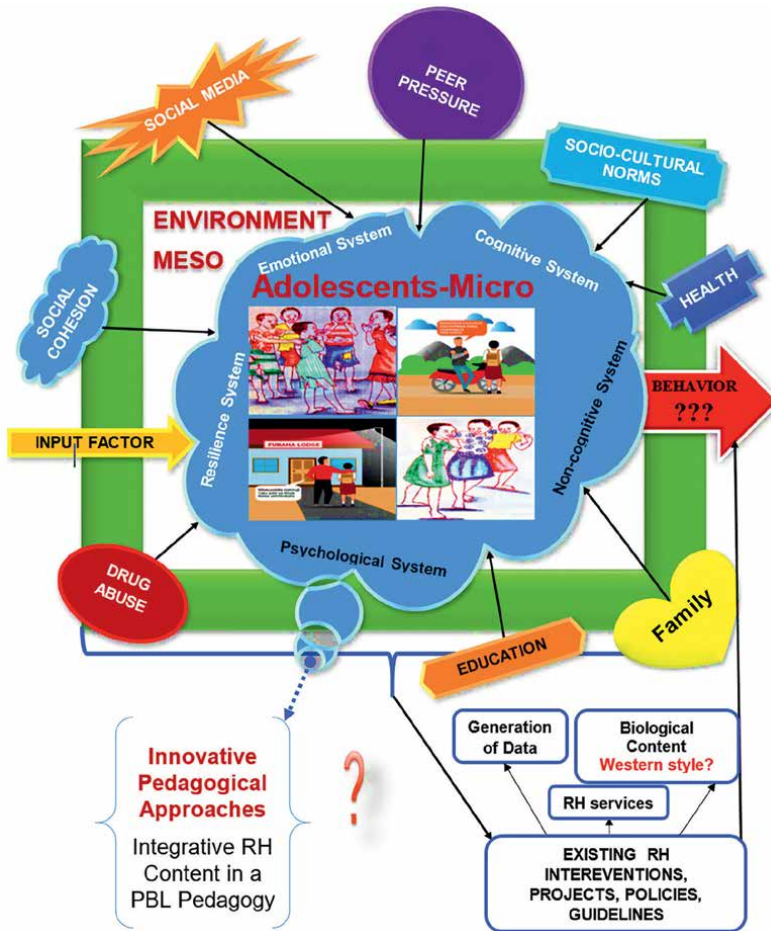 SOCIAL MEDIA
PEER
PRESSURE
SOCIO-CULTURAL
NORMS
ENVIRONMENT
MESO
Emotional System
Cognitive System
Adolescents-Micro
HEALTH
SOCIAL
COHESION
Resilience System
Non-cognitive System
BEHAVIOR
???
INPUT FACTOR
FURAHA LODGE
Psychological System
DRUG
ABUSE
EDUCATION
Family
Generation
of Data
Biological
Content
Western style?
RH services
Innovative
Pedagogical
Approaches
Integrative RH
Content in a
PBL Pedagogy
?
EXISTING RH
INTEREVENTIONS,
PROJECTS, POLICIES,
GUIDELINES